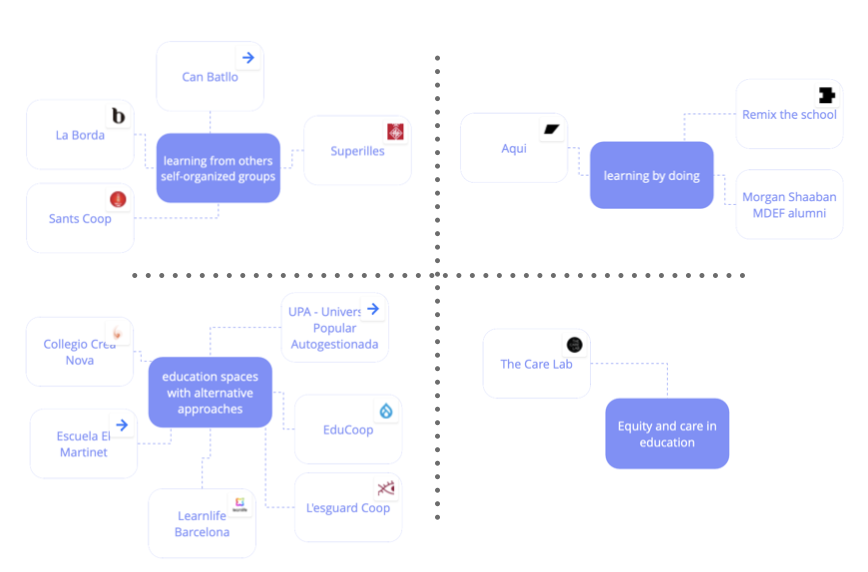 Can Batllo
La Borda
learning from others
self-organized groups
Superilles
Sants Coop
Aqui
learning by doing
Remix the school
Morgan Shaaban
MDEF alumni
UPA - Univers
Popular
Autogestionada
Collegio Crea
Nova
education spaces
with alternative
approaches
EduCoop
Escuela El
Martinet
L'esguard Coop
Learnlife
Barcelona
The Care Lab
Equity and care in
education